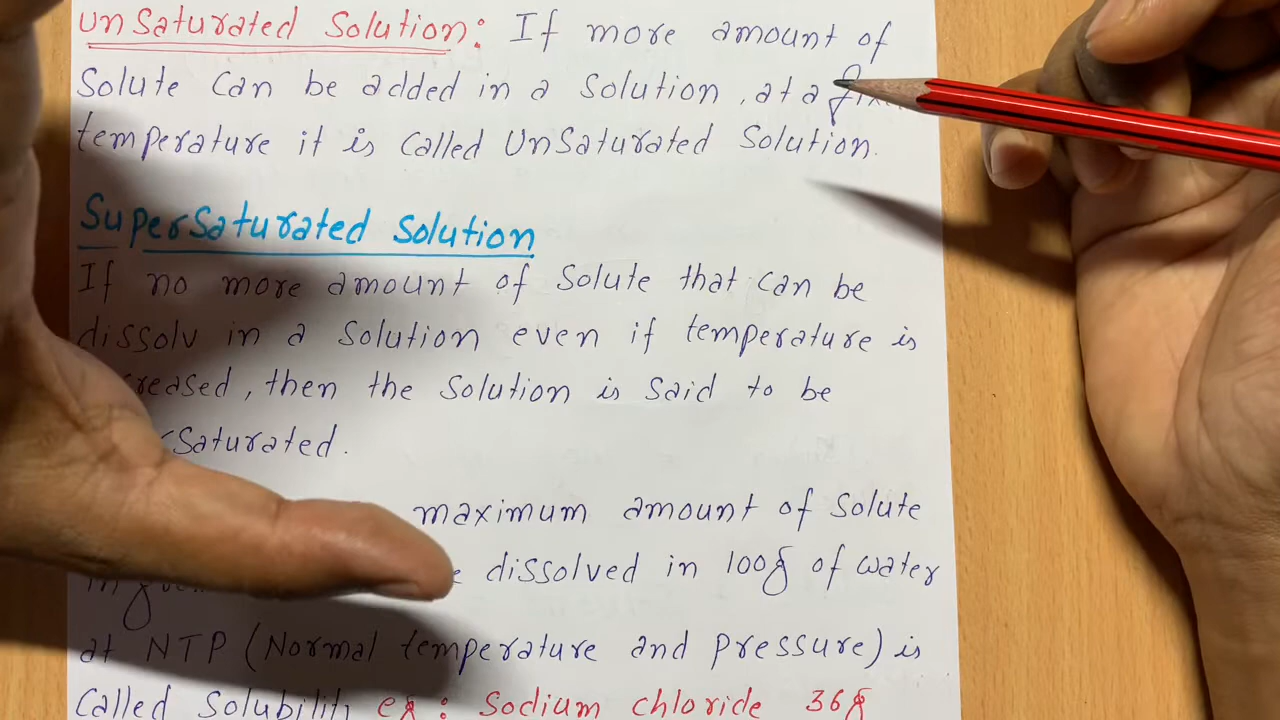 UnSaturated Solution: If more amount of
Solute Can be added in a Solution, at a
temperature it is Called UnSaturated Solution.
SuperSaturated Solution
If no more amount of Solute that Can be
dissolv in a Solution even if temperature is
then the Solution is Said to be
Saturated.
maximum amount of Solute
dissolved in 100g of water
at NTP (Normal temperature and pressure) is
Called Solubility eg: Sodium chloride 36g